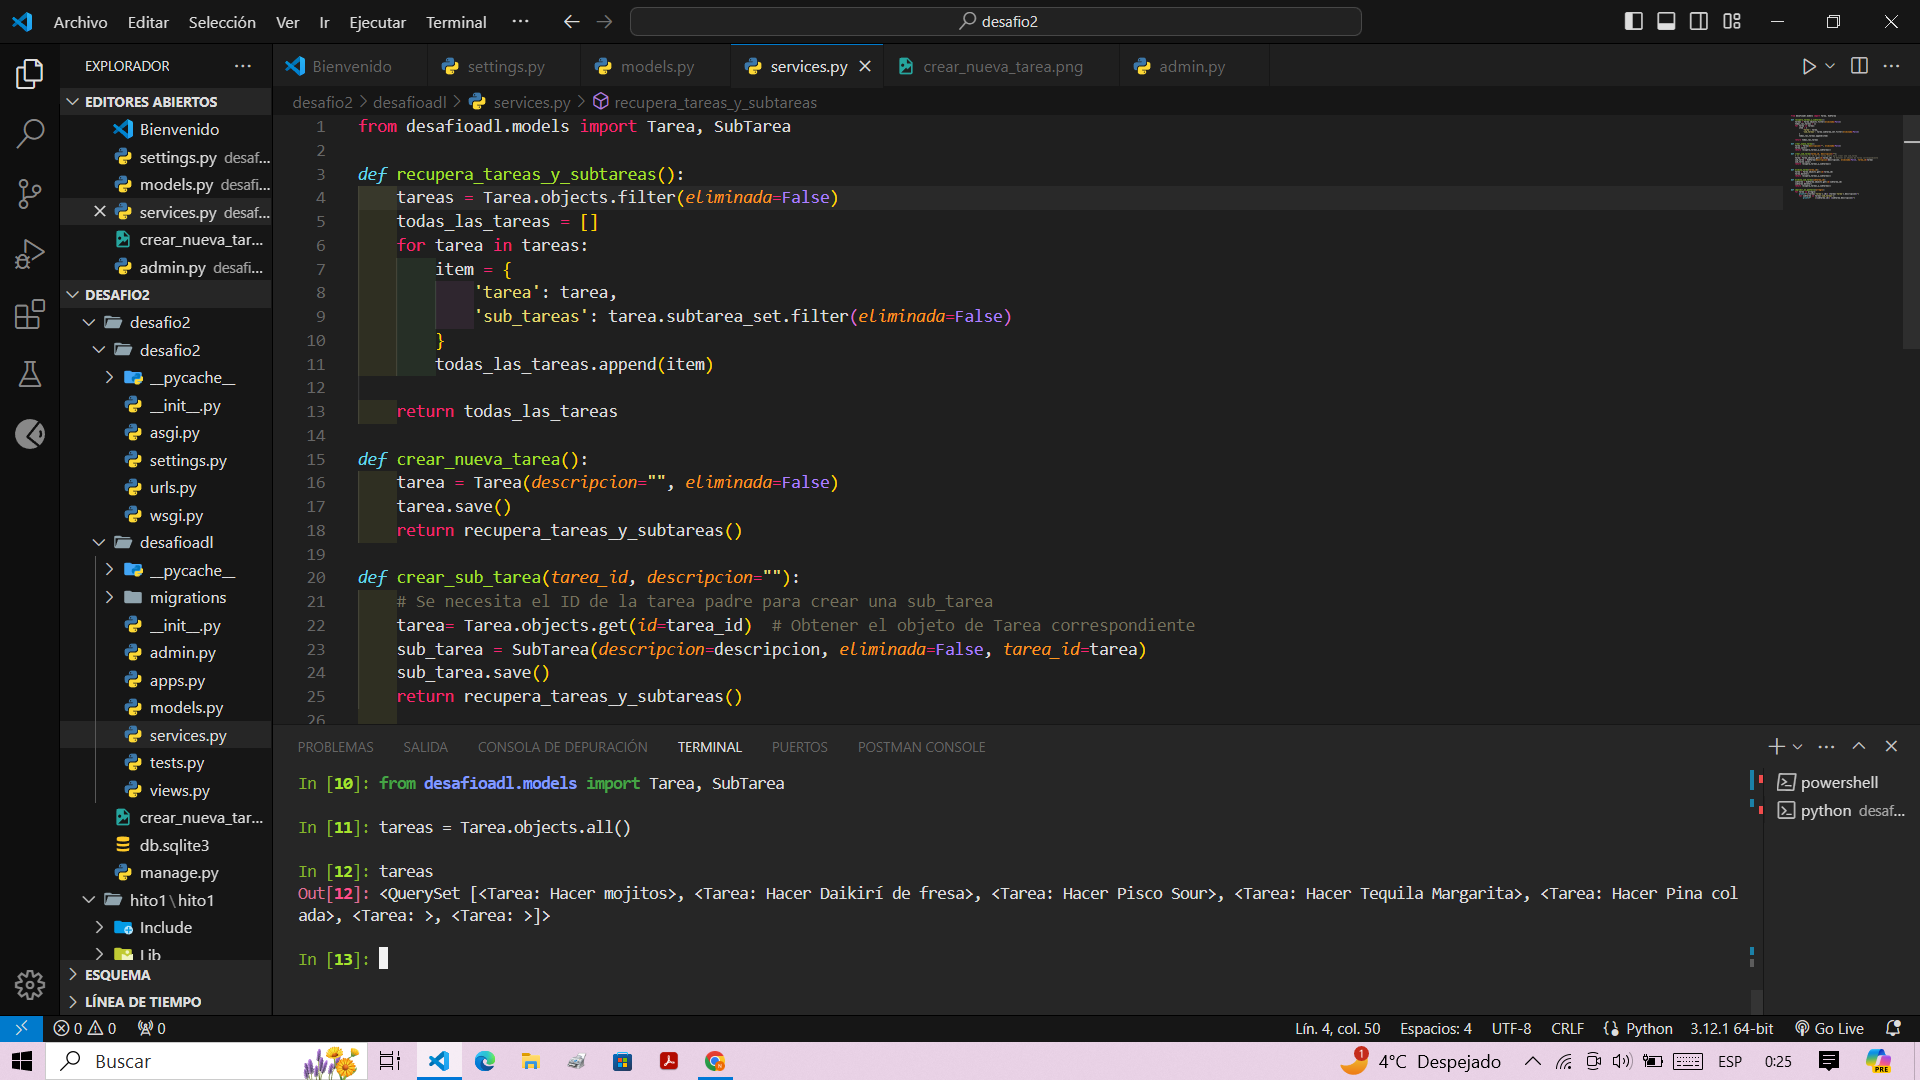 Archivo Editar Selección Ver Ir Ejecutar Terminal ··· desafio2
EXPLORADOR ···
EDITORES ABIERTOS
Bienvenido
settings.py desaf...
models.py desafi...
services.py desaf...
crear_nueva_tar...
admin.py desafi...
DESAFIO2
desafio2
desafio2
__pycache__
__init__.py
asgi.py
settings.py
urls.py
wsgi.py
desafioadl
__pycache__
migrations
__init__.py
admin.py
apps.py
models.py
services.py
tests.py
views.py
crear_nueva_tar...
db.sqlite3
manage.py
hito1\hito1
Include
Lib
ESQUEMA
LÍNEA DE TIEMPO
Bienvenido settings.py models.py services.py crear_nueva_tarea.png admin.py
desafio2 > desafioadl > services.py > recupera_tareas_y_subtareas
1 from desafioadl.models import Tarea, SubTarea
2
3 def recupera_tareas_y_subtareas():
4 tareas = Tarea.objects.filter(eliminada=False)
5 todas_las_tareas = []
6 for tarea in tareas:
7 item = {
8 'tarea': tarea,
9 'sub_tareas': tarea.subtarea_set.filter(eliminada=False)
10 }
11 todas_las_tareas.append(item)
12
13 return todas_las_tareas
14
15 def crear_nueva_tarea():
16 tarea = Tarea(descripcion="", eliminada=False)
17 tarea.save()
18 return recupera_tareas_y_subtareas()
19
20 def crear_sub_tarea(tarea_id, descripcion=""):
21 # Se necesita el ID de la tarea padre para crear una sub_tarea
22 tarea= Tarea.objects.get(id=tarea_id) # Obtener el objeto de Tarea correspondiente
23 sub_tarea = SubTarea(descripcion=descripcion, eliminada=False, tarea_id=tarea)
24 sub_tarea.save()
25 return recupera_tareas_y_subtareas()
26
PROBLEMAS SALIDA CONSOLA DE DEPURACIÓN TERMINAL PUERTOS POSTMAN CONSOLE
In [10]: from desafioadl.models import Tarea, SubTarea
In [11]: tareas = Tarea.objects.all()
In [12]: tareas
Out[12]: <QuerySet [<Tarea: Hacer mojitos>, <Tarea: Hacer Daikirí de fresa>, <Tarea: Hacer Pisco Sour>, <Tarea: Hacer Tequila Margarita>, <Tarea: Hacer Pina col
ada>, <Tarea: >, <Tarea: >]>
In [13]:
powershell
python desaf...
0 0 0 Lín. 4, col. 50 Espacios: 4 UTF-8 CRLF Python 3.12.1 64-bit Go Live
Buscar 1 4°C Despejado ESP 0:25 PRE